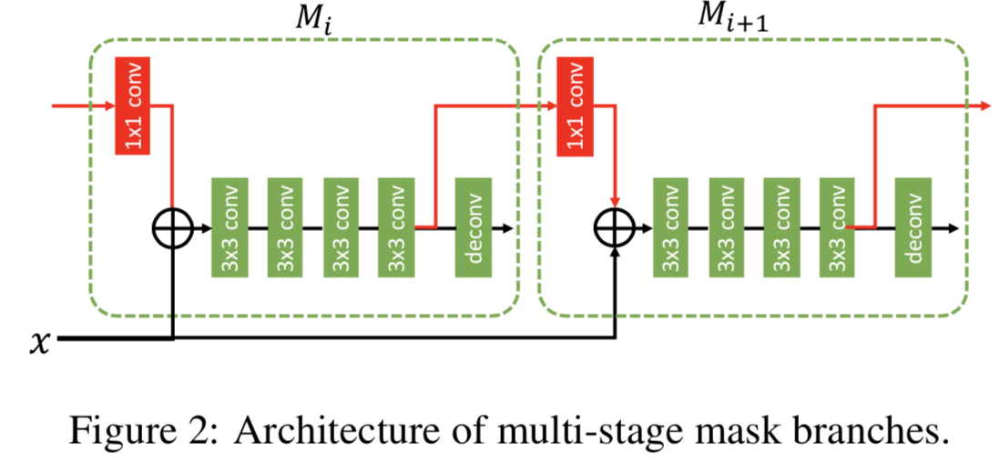 M_i
M_{i+1}
1x1 conv
3x3 conv
3x3 conv
3x3 conv
3x3 conv
deconv
1x1 conv
3x3 conv
3x3 conv
3x3 conv
3x3 conv
deconv
x
Figure 2: Architecture of multi-stage mask branches.